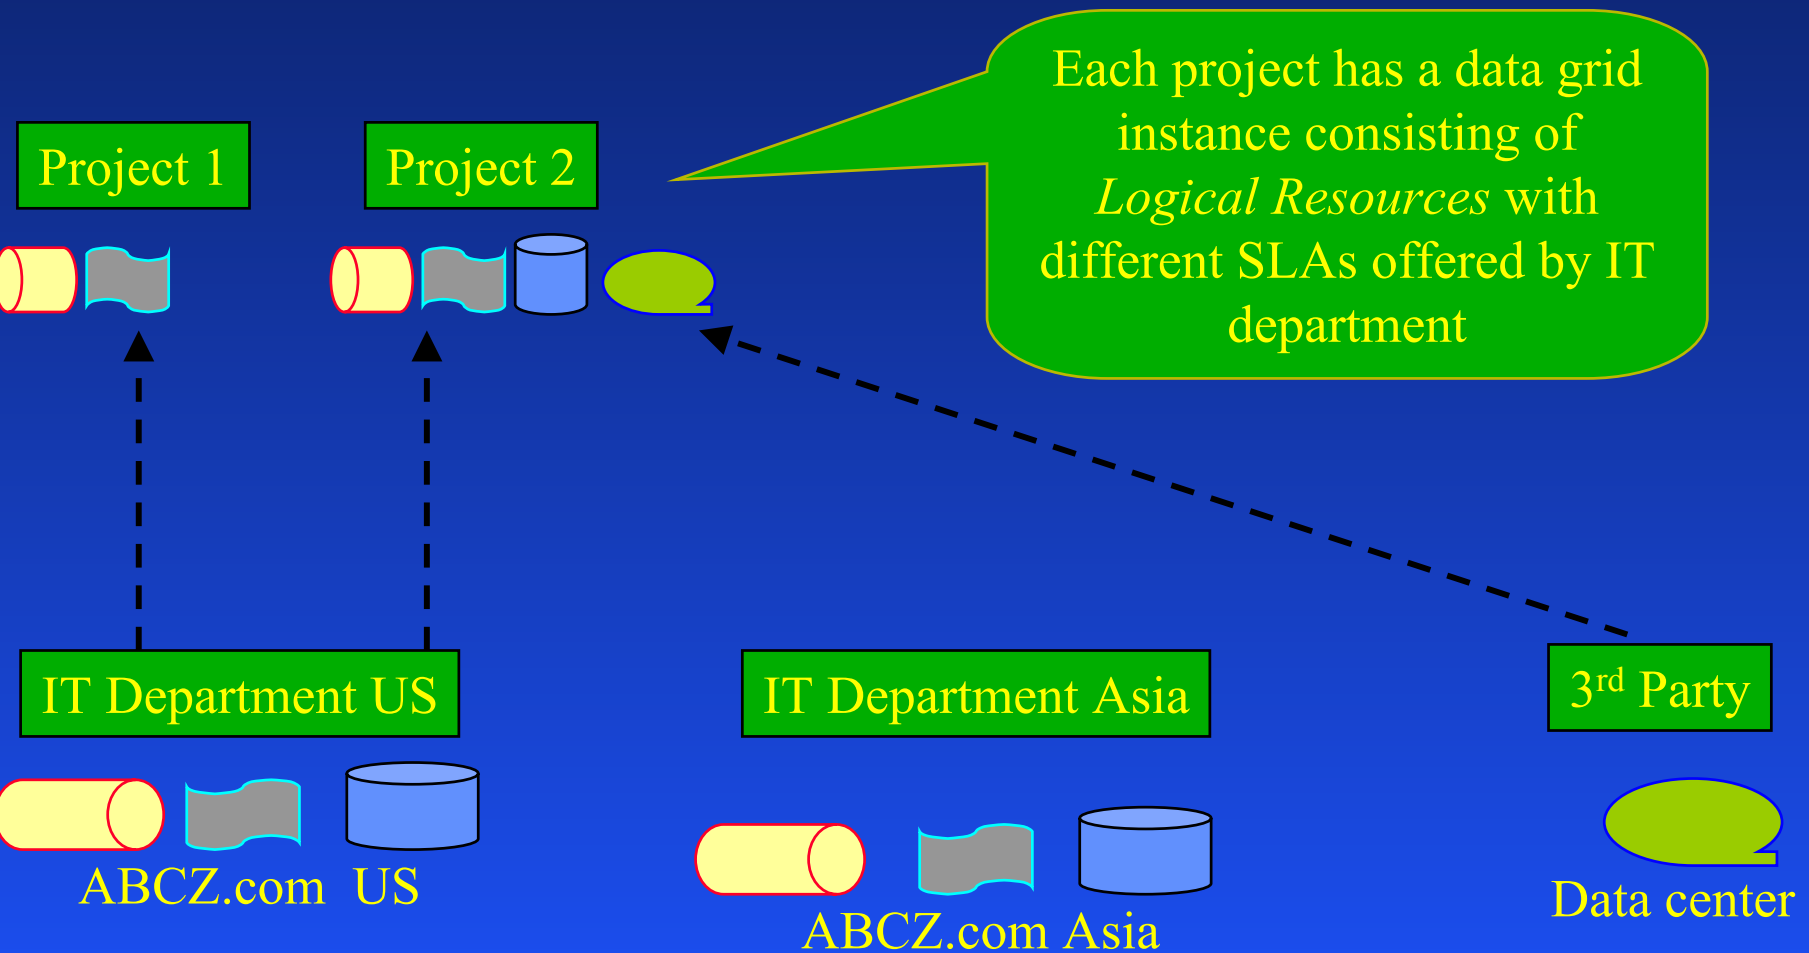 Each project has a data grid
instance consisting of
Logical Resources with
different SLAs offered by IT
department
Project 1
Project 2
IT Department US
IT Department Asia
3rd Party
ABCZ.com US
ABCZ.com Asia
Data center